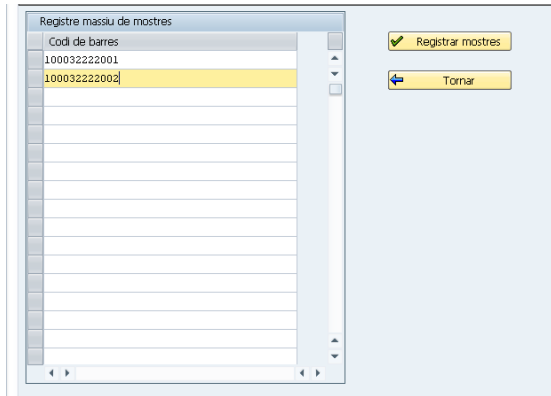 Registre massiu de mostres
Codi de barres
100032222001
100032222002
Registrar mostres
Tornar